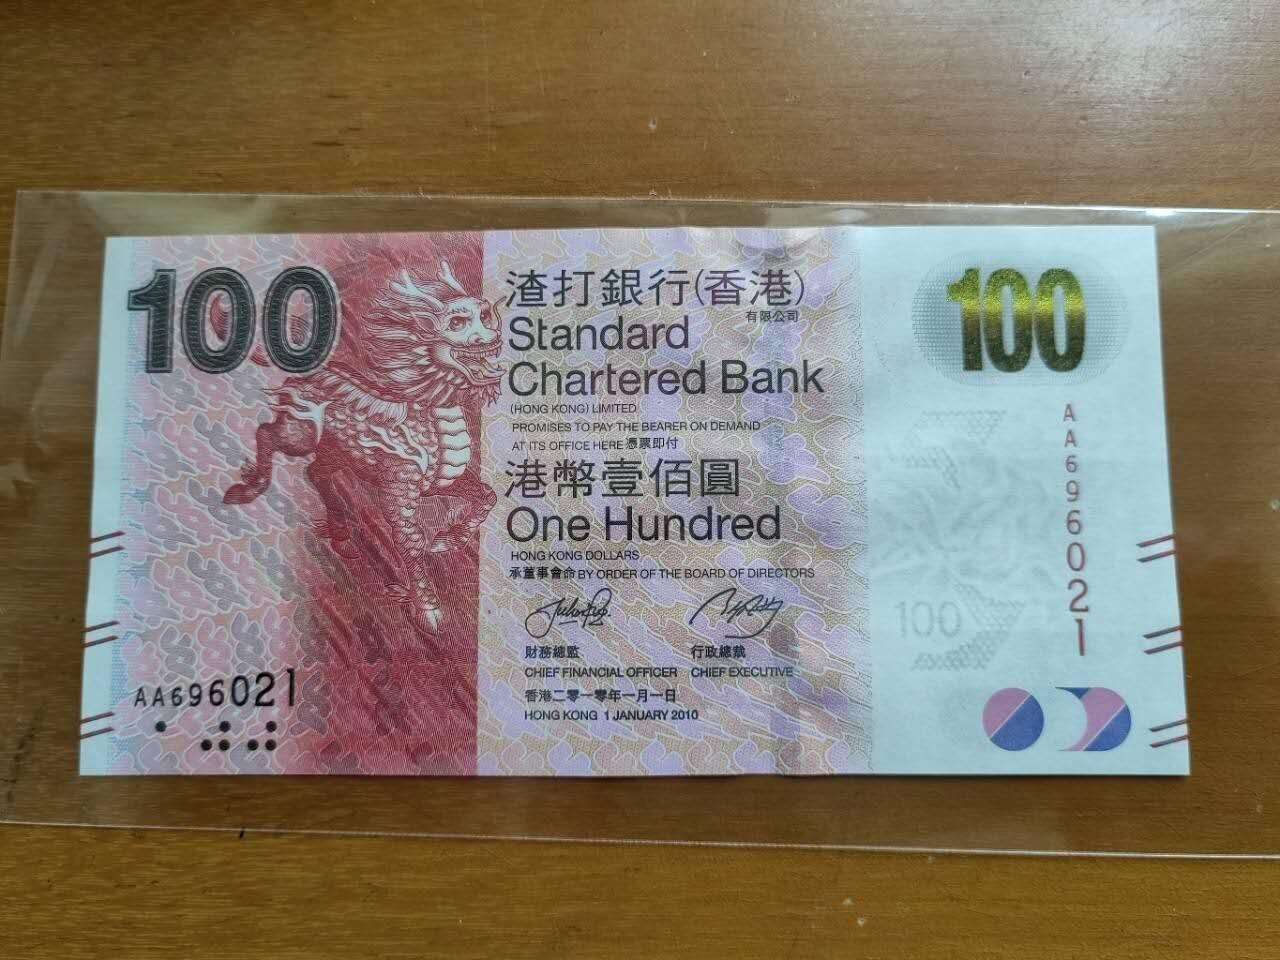 100
渣打銀行(香港)
有限公司
Standard
Chartered Bank
(HONG KONG) LIMITED
PROMISES TO PAY THE BEARER ON DEMAND
AT ITS OFFICE HERE 憑票即付
港幣壹佰圓
One Hundred
HONG KONG DOLLARS
承董事會命 BY ORDER OF THE BOARD OF DIRECTORS
財務總監 行政總裁
CHIEF FINANCIAL OFFICER CHIEF EXECUTIVE
香港二零一零年一月一日
HONG KONG 1 JANUARY 2010
AA696021
100
AA696021
100